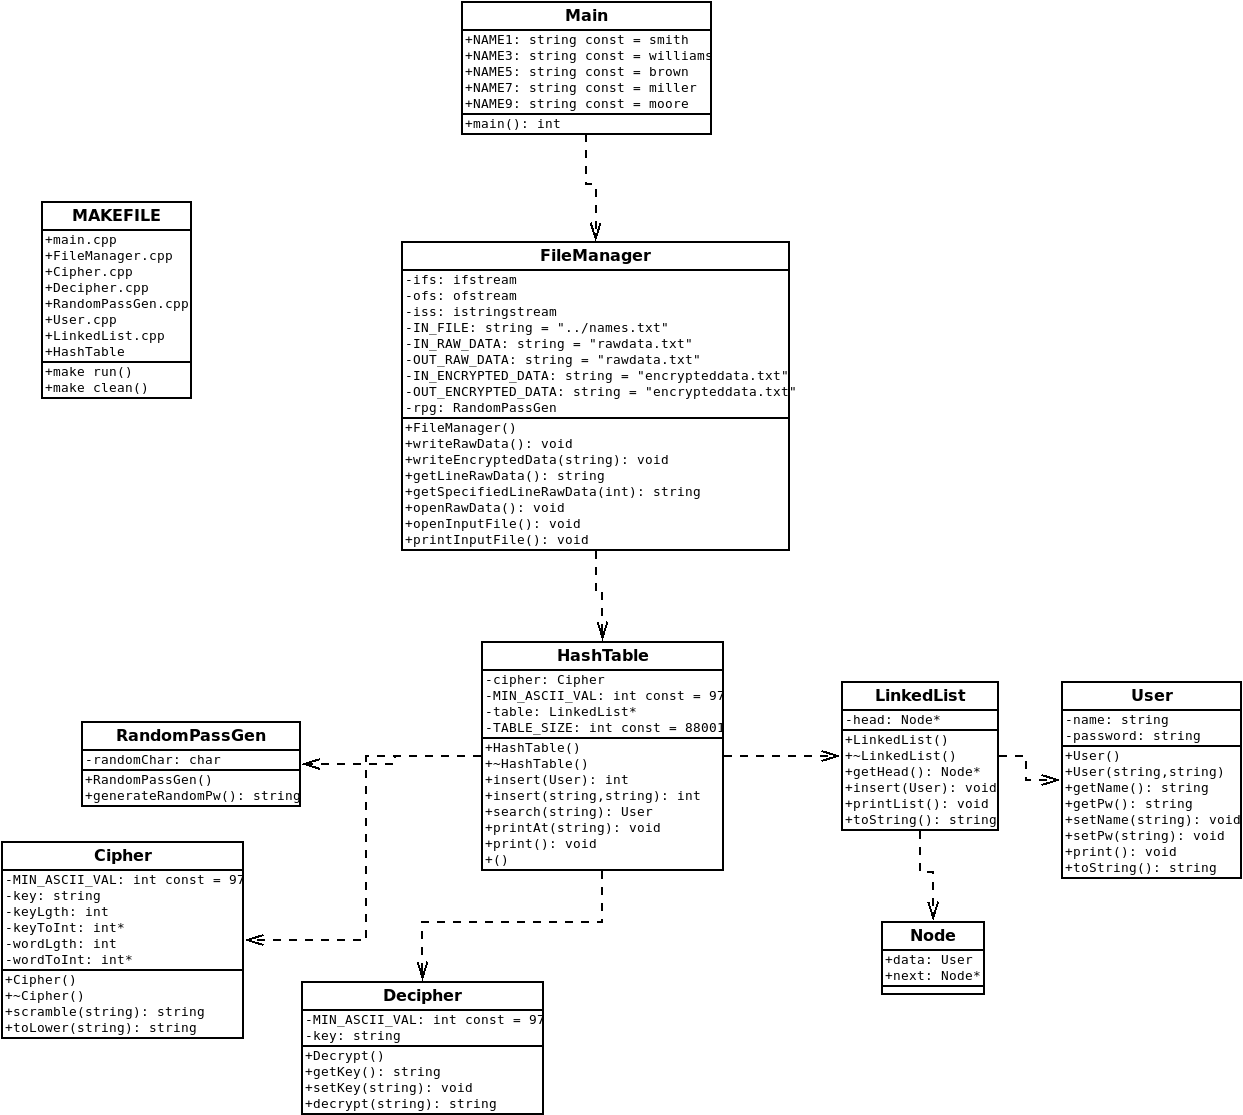 Main
+NAME1: string const = smith
+NAME3: string const = williams
+NAME5: string const = brown
+NAME7: string const = miller
+NAME9: string const = moore
+main(): int
MAKEFILE
+main.cpp
+FileManager.cpp
+Cipher.cpp
+Decipher.cpp
+RandomPassGen.cpp
+User.cpp
+LinkedList.cpp
+HashTable
+make run()
+make clean()
FileManager
-ifs: ifstream
-ofs: ofstream
-iss: istringstream
-IN_FILE: string = "../names.txt"
-IN_RAW_DATA: string = "rawdata.txt"
-OUT_RAW_DATA: string = "rawdata.txt"
-IN_ENCRYPTED_DATA: string = "encrypteddata.txt"
-OUT_ENCRYPTED_DATA: string = "encrypteddata.txt"
-rpg: RandomPassGen
+FileManager()
+writeRawData(): void
+writeEncryptedData(string): void
+getLineRawData(): string
+getSpecifiedLineRawData(int): string
+openRawData(): void
+openInputFile(): void
+printInputFile(): void
HashTable
-cipher: Cipher
-MIN_ASCII_VAL: int const = 97
-table: LinkedList*
-TABLE_SIZE: int const = 88001
+HashTable()
+~HashTable()
+insert(User): int
+insert(string,string): int
+search(string): User
+printAt(string): void
+print(): void
+()
LinkedList
-head: Node*
+LinkedList()
+~LinkedList()
+getHead(): Node*
+insert(User): void
+printList(): void
+toString(): string
User
-name: string
-password: string
+User()
+User(string,string)
+getName(): string
+getPw(): string
+setName(string): void
+setPw(string): void
+print(): void
+toString(): string
RandomPassGen
-randomChar: char
+RandomPassGen()
+generateRandomPw(): string
Cipher
-MIN_ASCII_VAL: int const = 97
-key: string
-keyLgth: int
-keyToInt: int*
-wordLgth: int
-wordToInt: int*
+Cipher()
+~Cipher()
+scramble(string): string
+toLower(string): string
Node
+data: User
+next: Node*
Decipher
-MIN_ASCII_VAL: int const = 97
-key: string
+Decrypt()
+getKey(): string
+setKey(string): void
+decrypt(string): string